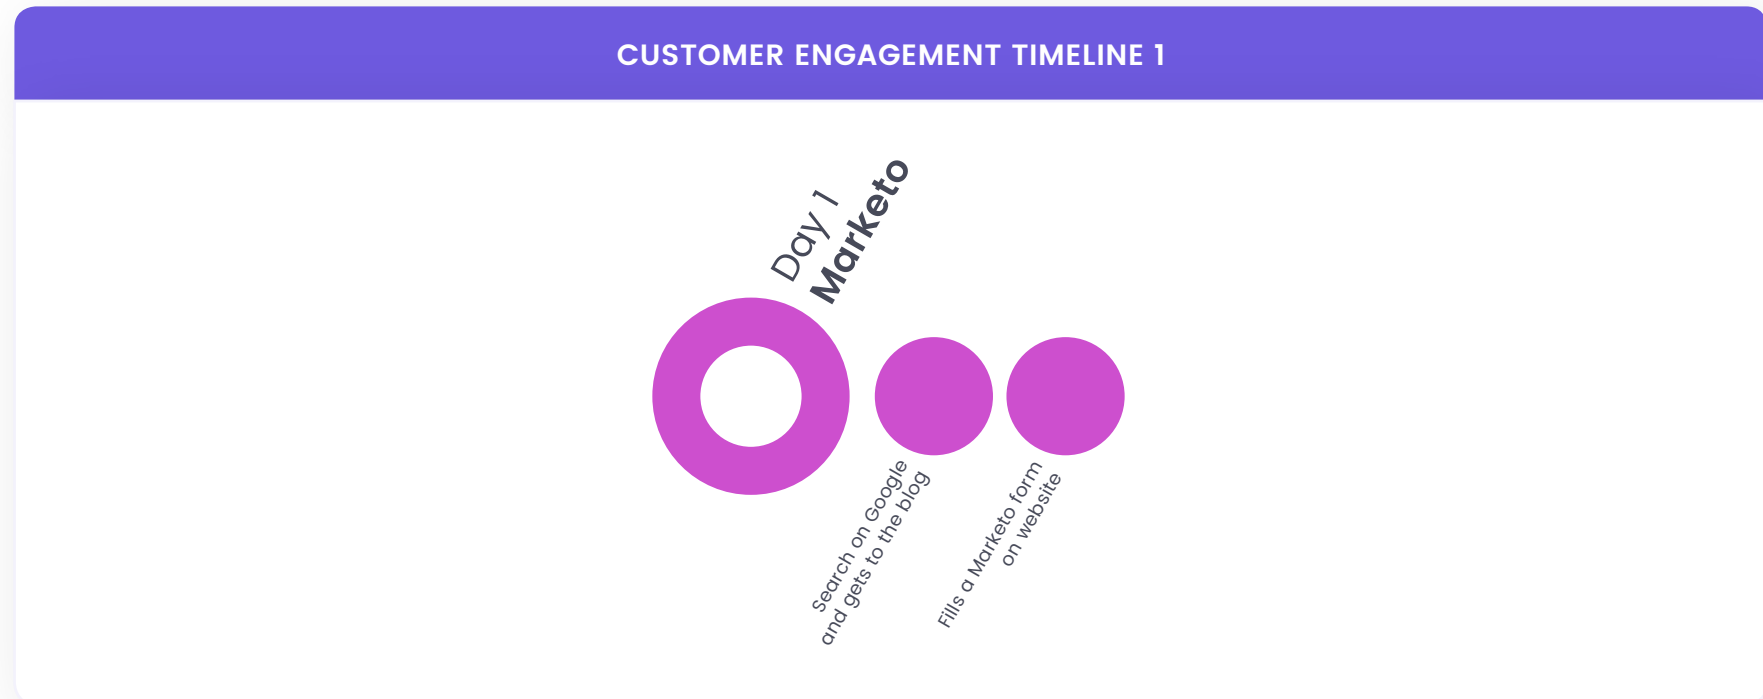 CUSTOMER ENGAGEMENT TIMELINE 1
Day 1
Marketo
Search on Google
and gets to the blog
Fills a Marketo form
on website